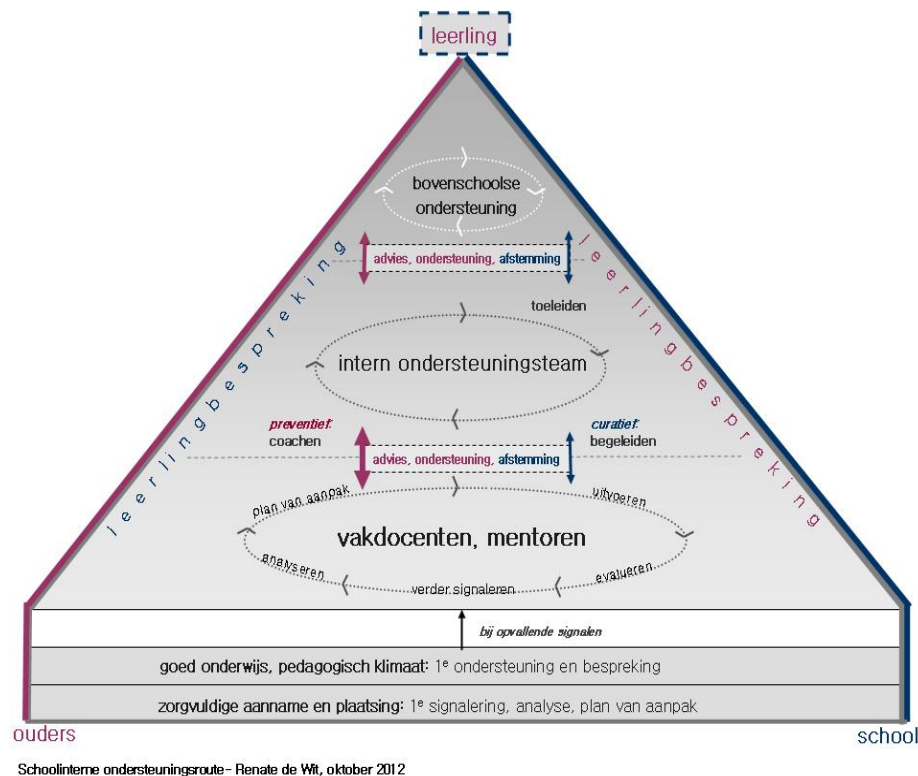 leerling
bovenschoolse
ondersteuning
advies, ondersteuning, afstemming
leerlingbespreking
leerlingbespreking
toeleiden
intern ondersteuningsteam
preventief:
coachen
curatief:
begeleiden
advies, ondersteuning, afstemming
plan van aanpak
uitvoeren
vakdocenten, mentoren
analyseren
evalueren
verder signaleren
bij opvallende signalen
goed onderwijs, pedagogisch klimaat: 1e ondersteuning en bespreking
zorgvuldige aanname en plaatsing: 1e signalering, analyse, plan van aanpak
ouders
school
Schoolinterne ondersteuningsroute- Renate de Wit, oktober 2012